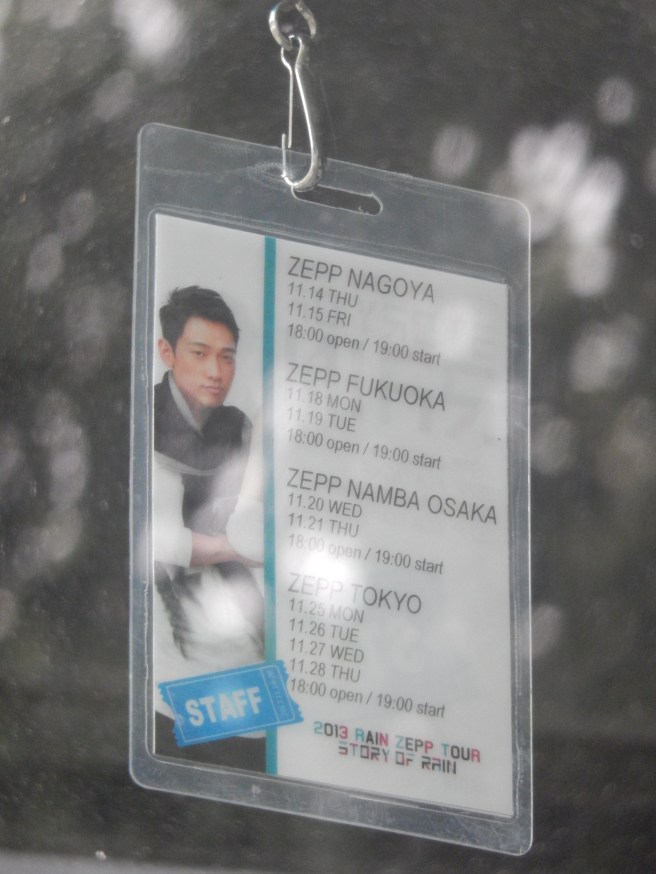 ZEPP NAGOYA
11.14 THU
11.15 FRI
18:00 open / 19:00 start
ZEPP FUKUOKA
11.18 MON
11.19 TUE
18:00 open / 19:00 start
ZEPP NAMBA OSAKA
11.20 WED
11.21 THU
18:00 open / 19:00 start
ZEPP TOKYO
11.25 MON
11.26 TUE
11.27 WED
11.28 THU
18:00 open / 19:00 start
STAFF
2013 RAIN ZEPP TOUR
STORY OF RAIN